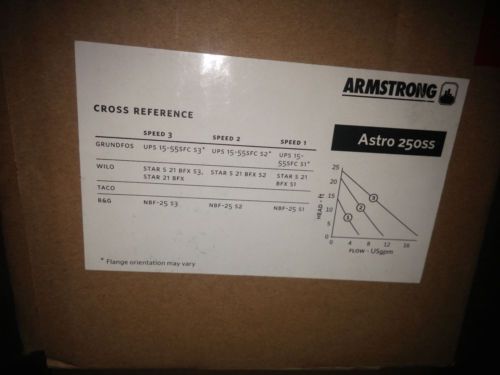 ARMSTRONG
CROSS REFERENCE
Astro 250SS
SPEED 3 SPEED 2 SPEED 1
GRUNDFOS UPS 15-55SFC S3* UPS 15-55SFC S2* UPS 15-
55SFC S1*
WILO STAR S 21 BFX S3, STAR S 21 BFX S2 STAR S 21
STAR 21 BFX BFX S1
TACO
B&G NBF-25 S3 NBF-25 S2 NBF-25 S1
* Flange orientation may vary
HEAD - ft
25
20
15
10
5
0
1 2 3
0 4 8 12 16
FLOW - USgpm